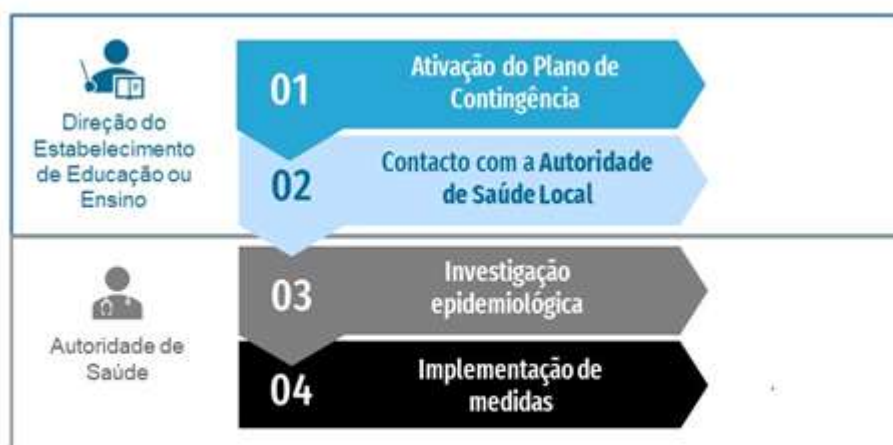 Direção do
Estabelecimento
de Educação ou
Ensino
01
Ativação do Plano de
Contingência
02
Contacto com a Autoridade
de Saúde Local
Autoridade de
Saúde
03
Investigação
epidemiológica
04
Implementação de
medidas